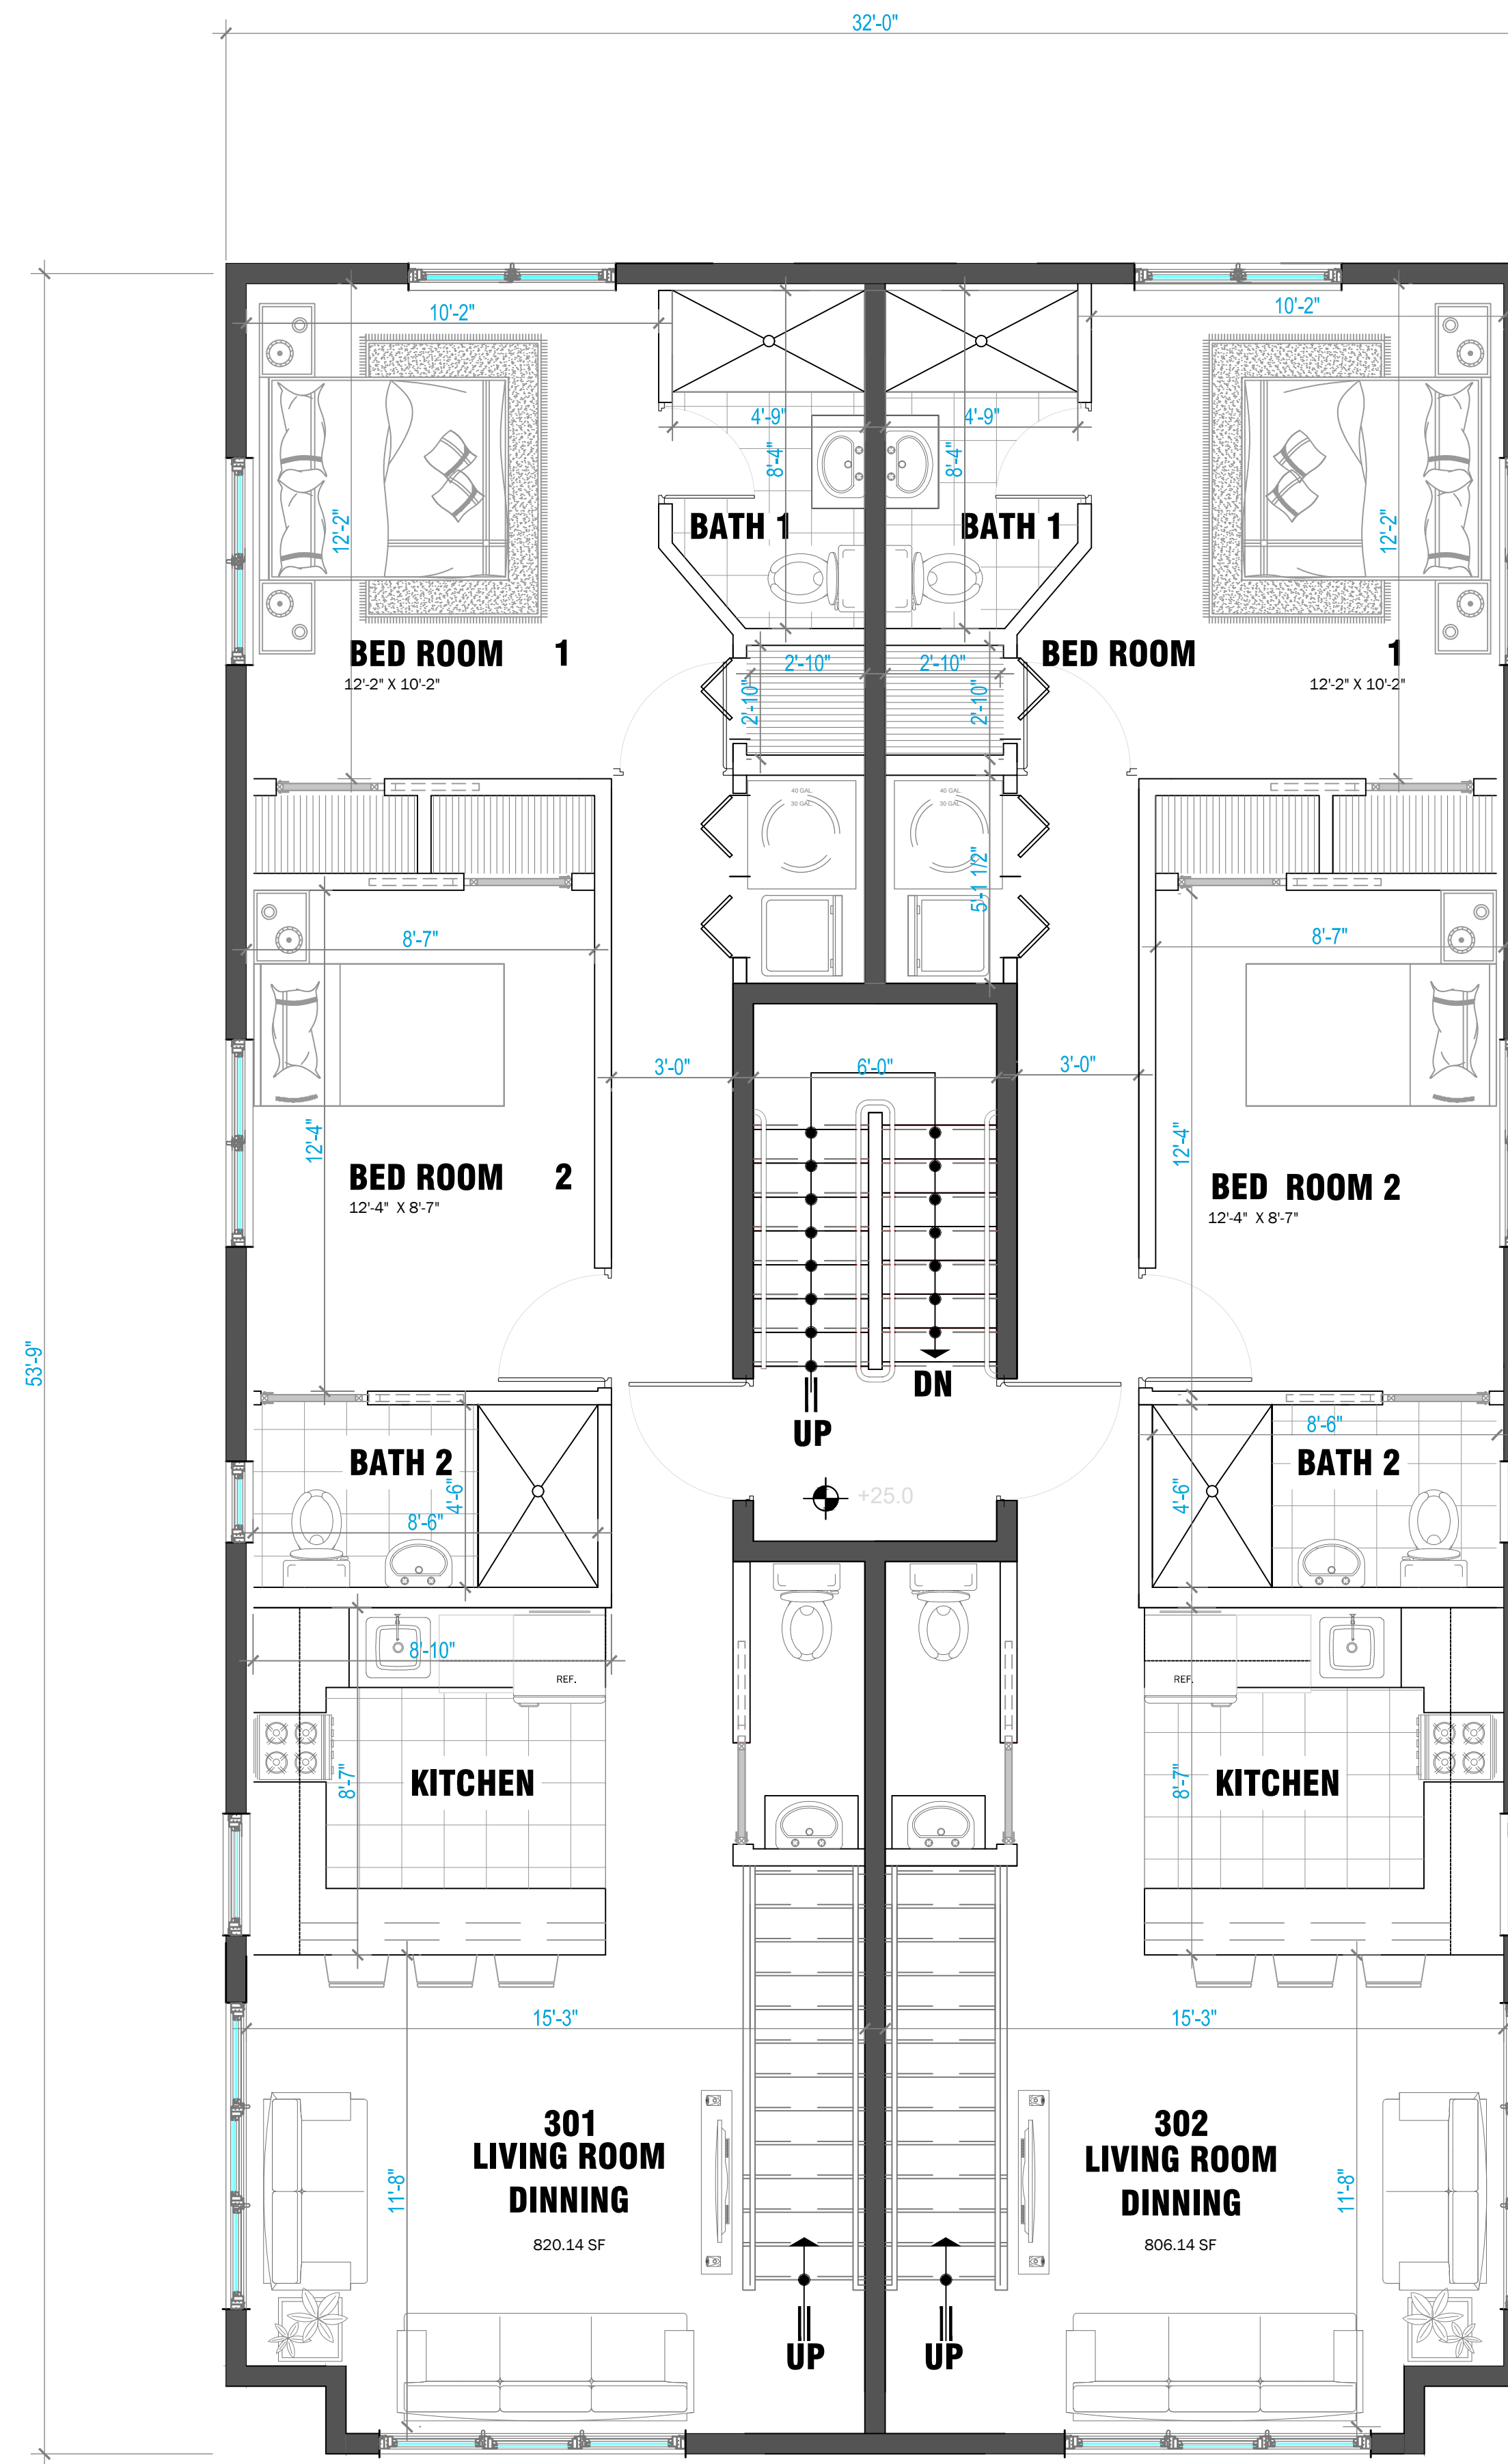 32'-0"
10'-2"
10'-2"
4'-9"
4'-9"
8'-4"
8'-4"
12'-2"
12'-2"
BATH 1
BATH 1
BED ROOM 1
12'-2" X 10'-2"
BED ROOM 1
12'-2" X 10'-2"
2'-10"
2'-10"
2'-10"
2'-10"
40 GAL.
30 GAL.
40 GAL.
30 GAL.
5'-1 1/2"
8'-7"
8'-7"
3'-0"
6'-0"
3'-0"
12'-4"
12'-4"
BED ROOM 2
12'-4" X 8'-7"
BED ROOM 2
12'-4" X 8'-7"
53'-9"
DN
UP
BATH 2
8'-6"
BATH 2
4'-6"
4'-6"
+25.0
8'-6"
8'-10"
REF.
REF.
KITCHEN
KITCHEN
8'-7"
8'-7"
15'-3"
15'-3"
301
LIVING ROOM
DINNING
820.14 SF
302
LIVING ROOM
DINNING
806.14 SF
11'-8"
11'-8"
UP
UP